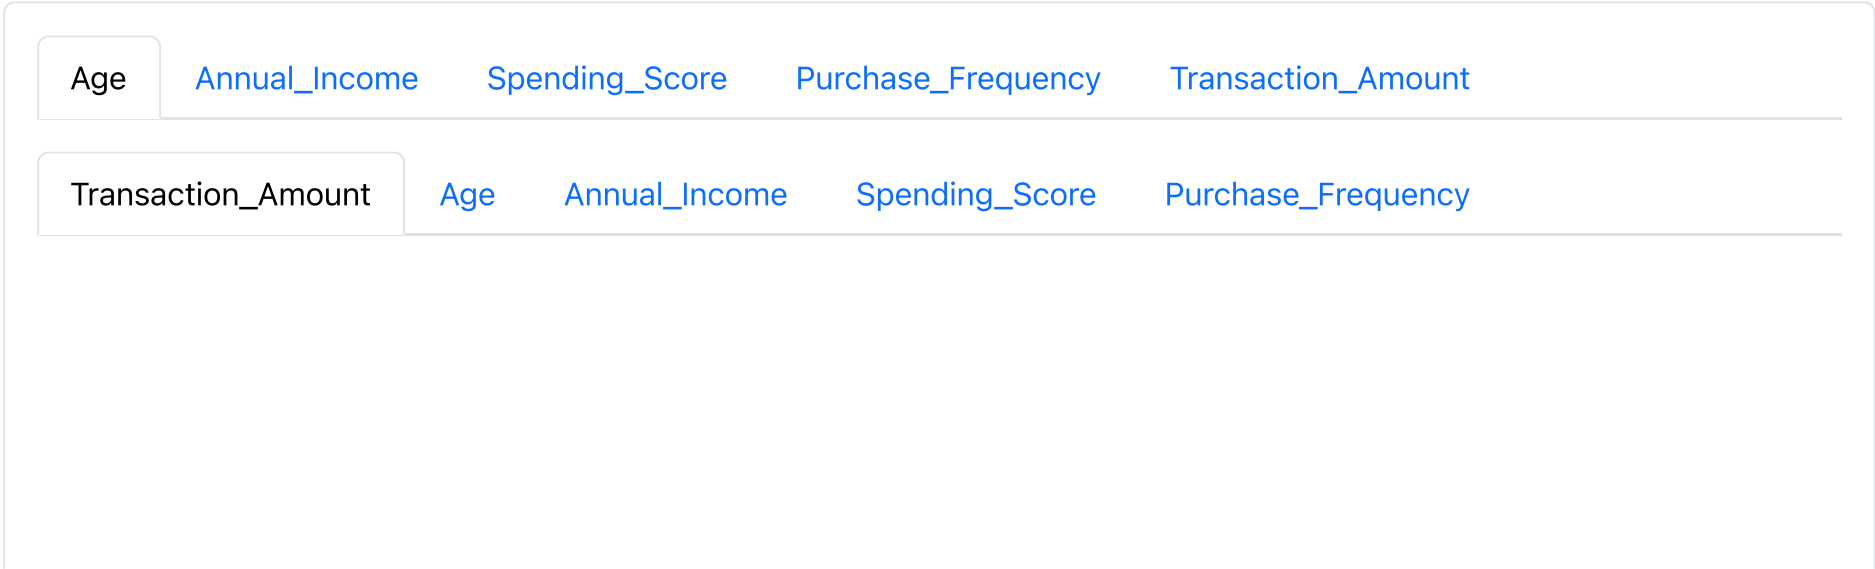 Age Annual_Income Spending_Score Purchase_Frequency Transaction_Amount
Transaction_Amount Age Annual_Income Spending_Score Purchase_Frequency